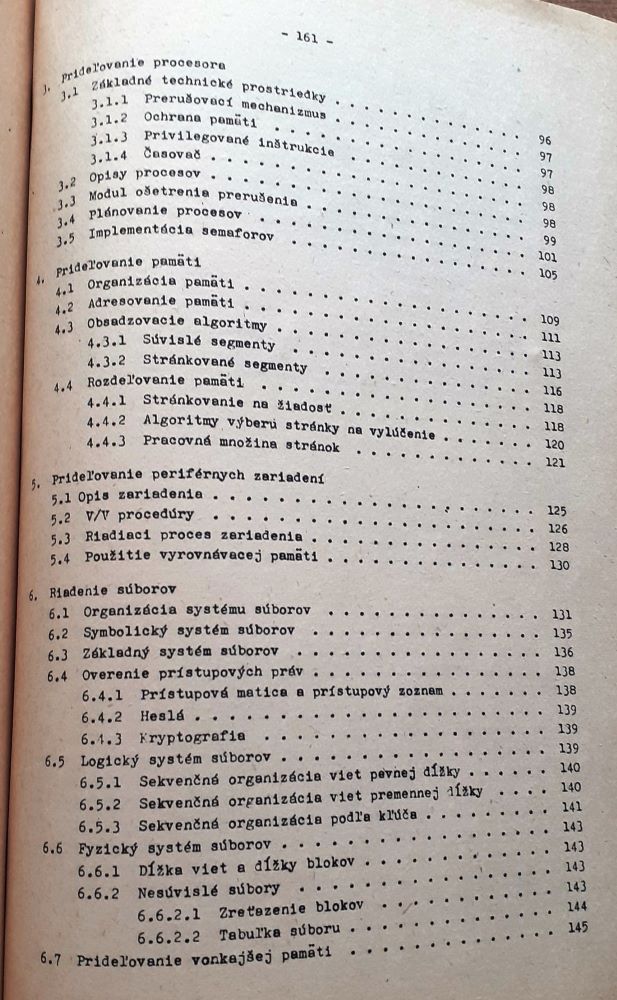 - 161 -
3. Prideľovanie procesora
3.1 Základné technické prostriedky . . . . . . . . . . 96
3.1.1 Prerušovací mechanizmus . . . . . . . . . . 97
3.1.2 Ochrana pamäti . . . . . . . . . . 97
3.1.3 Privilegované inštrukcie . . . . . . . . . . 98
3.1.4 Časovač . . . . . . . . . . 98
3.2 Opisy procesov . . . . . . . . . . 98
3.3 Modul ošetrenia prerušenia . . . . . . . . . . 99
3.4 Plánovanie procesov . . . . . . . . . . 101
3.5 Implementácia semaforov . . . . . . . . . . 105
4. Prideľovanie pamäti
4.1 Organizácia pamäti . . . . . . . . . . 109
4.2 Adresovanie pamäti . . . . . . . . . . 111
4.3 Obsadzovacie algoritmy . . . . . . . . . . 113
4.3.1 Súvislé segmenty . . . . . . . . . . 113
4.3.2 Stránkované segmenty . . . . . . . . . . 116
4.4 Rozdeľovanie pamäti . . . . . . . . . . 118
4.4.1 Stránkovanie na žiadosť . . . . . . . . . . 118
4.4.2 Algoritmy výberu stránky na vylúčenie . . . . . . 120
4.4.3 Pracovná množina stránok . . . . . . . . . . 121
5. Prideľovanie periférnych zariadení
5.1 Opis zariadenia . . . . . . . . . . 125
5.2 V/V procedúry . . . . . . . . . . 126
5.3 Riadiaci proces zariadenia . . . . . . . . . . 128
5.4 Použitie vyrovnávacej pamäti . . . . . . . . . . 130
6. Riadenie súborov
6.1 Organizácia systému súborov . . . . . . . . . . 131
6.2 Symbolický systém súborov . . . . . . . . . . 135
6.3 Základný systém súborov . . . . . . . . . . 136
6.4 Overenie prístupových práv . . . . . . . . . . 138
6.4.1 Prístupová matica a prístupový zoznam . . . . . . 138
6.4.2 Heslá . . . . . . . . . . 139
6.4.3 Kryptografia . . . . . . . . . . 139
6.5 Logický systém súborov . . . . . . . . . . 139
6.5.1 Sekvenčná organizácia viet pevnej dĺžky . . . . . . 140
6.5.2 Sekvenčná organizácia viet premennej dĺžky . . . . 140
6.5.3 Sekvenčná organizácia podľa kľúča . . . . . . . . 141
6.6 Fyzický systém súborov . . . . . . . . . . 143
6.6.1 Dĺžka viet a dĺžky blokov . . . . . . . . . . 143
6.6.2 Nesúvislé súbory . . . . . . . . . . 143
6.6.2.1 Zreťazenie blokov . . . . . . . . . . 143
6.6.2.2 Tabuľka súboru . . . . . . . . . . 144
6.7 Prideľovanie vonkajšej pamäti . . . . . . . . . . 145